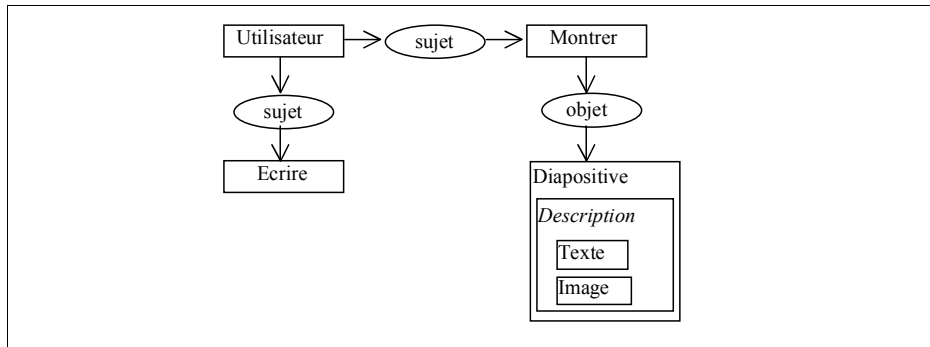 Utilisateur
sujet
Montrer
sujet
objet
Ecrire
Diapositive
Description
Texte
Image